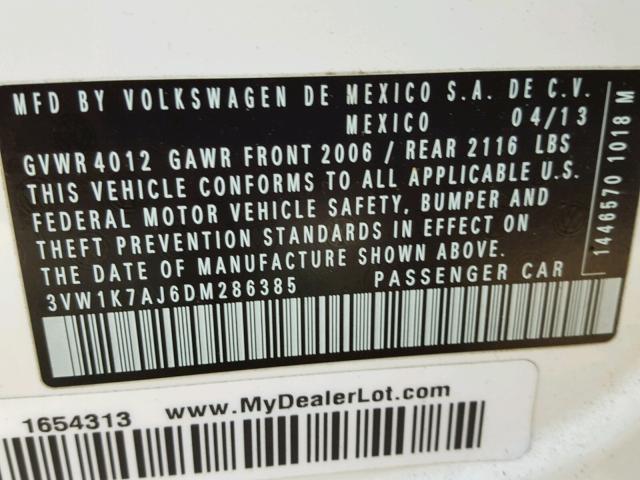 MFD BY VOLKSWAGEN DE MEXICO S.A. DE C.V.
MEXICO 04/13
GVWR 4012 GAWR FRONT 2006 / REAR 2116 LBS
THIS VEHICLE CONFORMS TO ALL APPLICABLE U.S.
FEDERAL MOTOR VEHICLE SAFETY, BUMPER AND
THEFT PREVENTION STANDARDS IN EFFECT ON
THE DATE OF MANUFACTURE SHOWN ABOVE.
3VW1K7AJ6DM286385 PASSENGER CAR
1446570 1018 M
1654313 www.MyDealerLot.com